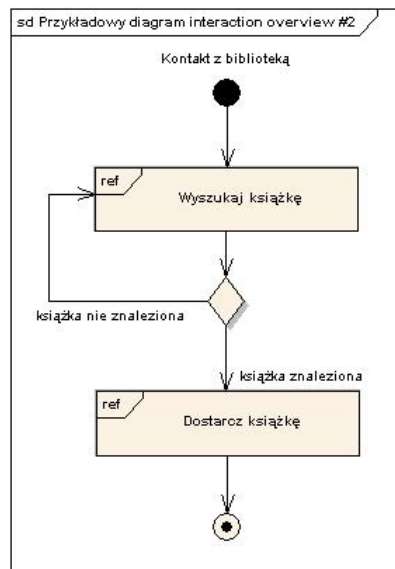 sd Przykładowy diagram interaction overview #2
Kontakt z biblioteką
ref
Wyszukaj książkę
książka nie znaleziona
książka znaleziona
ref
Dostarcz książkę